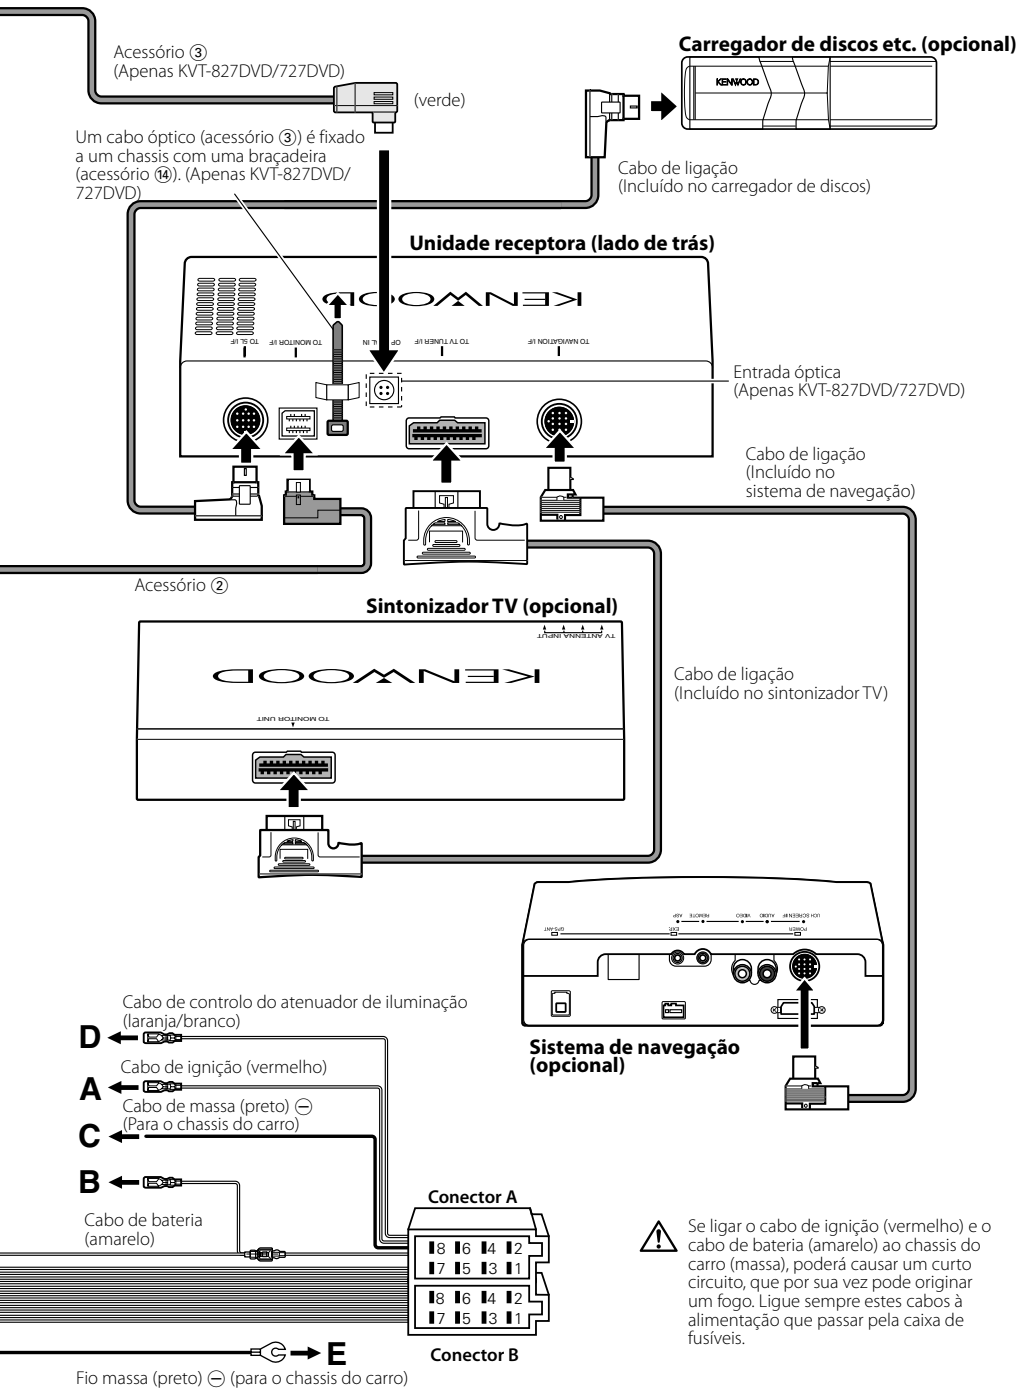 Acessório ③
(Apenas KVT-827DVD/727DVD)
(verde)
Carregador de discos etc. (opcional)
KENWOOD
Um cabo óptico (acessório ③) é fixado
a um chassis com uma braçadeira
(acessório ⑭). (Apenas KVT-827DVD/
727DVD)
Cabo de ligação
(Incluído no carregador de discos)
Unidade receptora (lado de trás)
KENWOOD
TO 5L I/F
TO MONITOR I/F
OP AL IN
TO TV TUNER I/F
TO NAVIGATION I/F
Entrada óptica
(Apenas KVT-827DVD/727DVD)
Cabo de ligação
(Incluído no
sistema de navegação)
Acessório ②
Sintonizador TV (opcional)
TV ANTENNA INPUT
KENWOOD
TO MONITOR UNIT
Cabo de ligação
(Incluído no sintonizador TV)
ASP REMOTE VIDEO AUDIO UCH SCREEN I/F
GPS-ANT EXP. POWER
Sistema de navegação
(opcional)
Cabo de controlo do atenuador de iluminação
(laranja/branco)
D
Cabo de ignição (vermelho)
A
Cabo de massa (preto) ⊖
(Para o chassis do carro)
C
B
Cabo de bateria
(amarelo)
Conector A
8 6 4 2
7 5 3 1
8 6 4 2
7 5 3 1
Conector B
E
Fio massa (preto) ⊖ (para o chassis do carro)
Se ligar o cabo de ignição (vermelho) e o
cabo de bateria (amarelo) ao chassis do
carro (massa), poderá causar um curto
circuito, que por sua vez pode originar
um fogo. Ligue sempre estes cabos à
alimentação que passar pela caixa de
fusíveis.